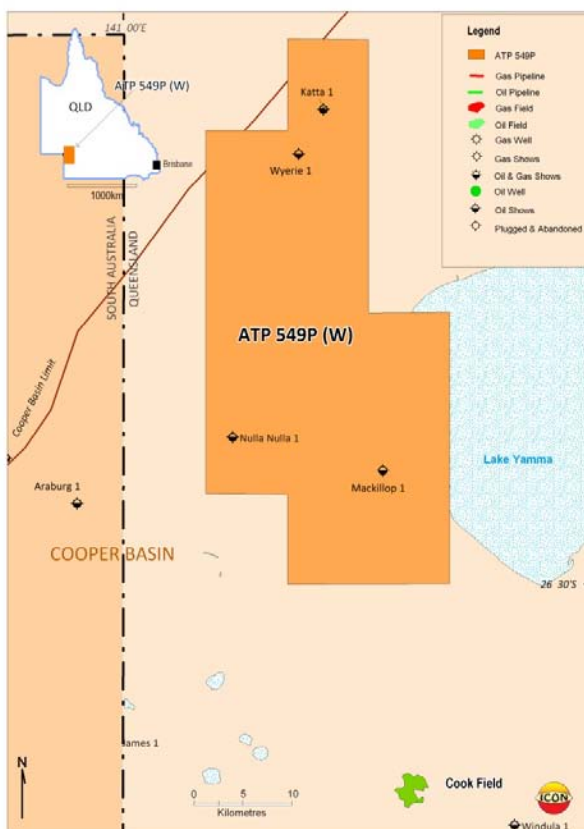 141 00'E
ATP 549P (W)
QLD
Brisbane
1000km
SOUTH AUSTRALIA
QUEENSLAND
Cooper Basin Limit
Araburg 1
COOPER BASIN
James 1
N
Katta 1
Wyerie 1
ATP 549P (W)
Nulla Nulla 1
Mackillop 1
Legend
ATP 549P
Gas Pipeline
Oil Pipeline
Gas Field
Oil Field
Gas Well
Gas Shows
Oil & Gas Shows
Oil Well
Oil Shows
Plugged & Abandoned
Lake Yamma
26 30'S
0 5 10
Kilometres
Cook Field
ICON
Windula 1